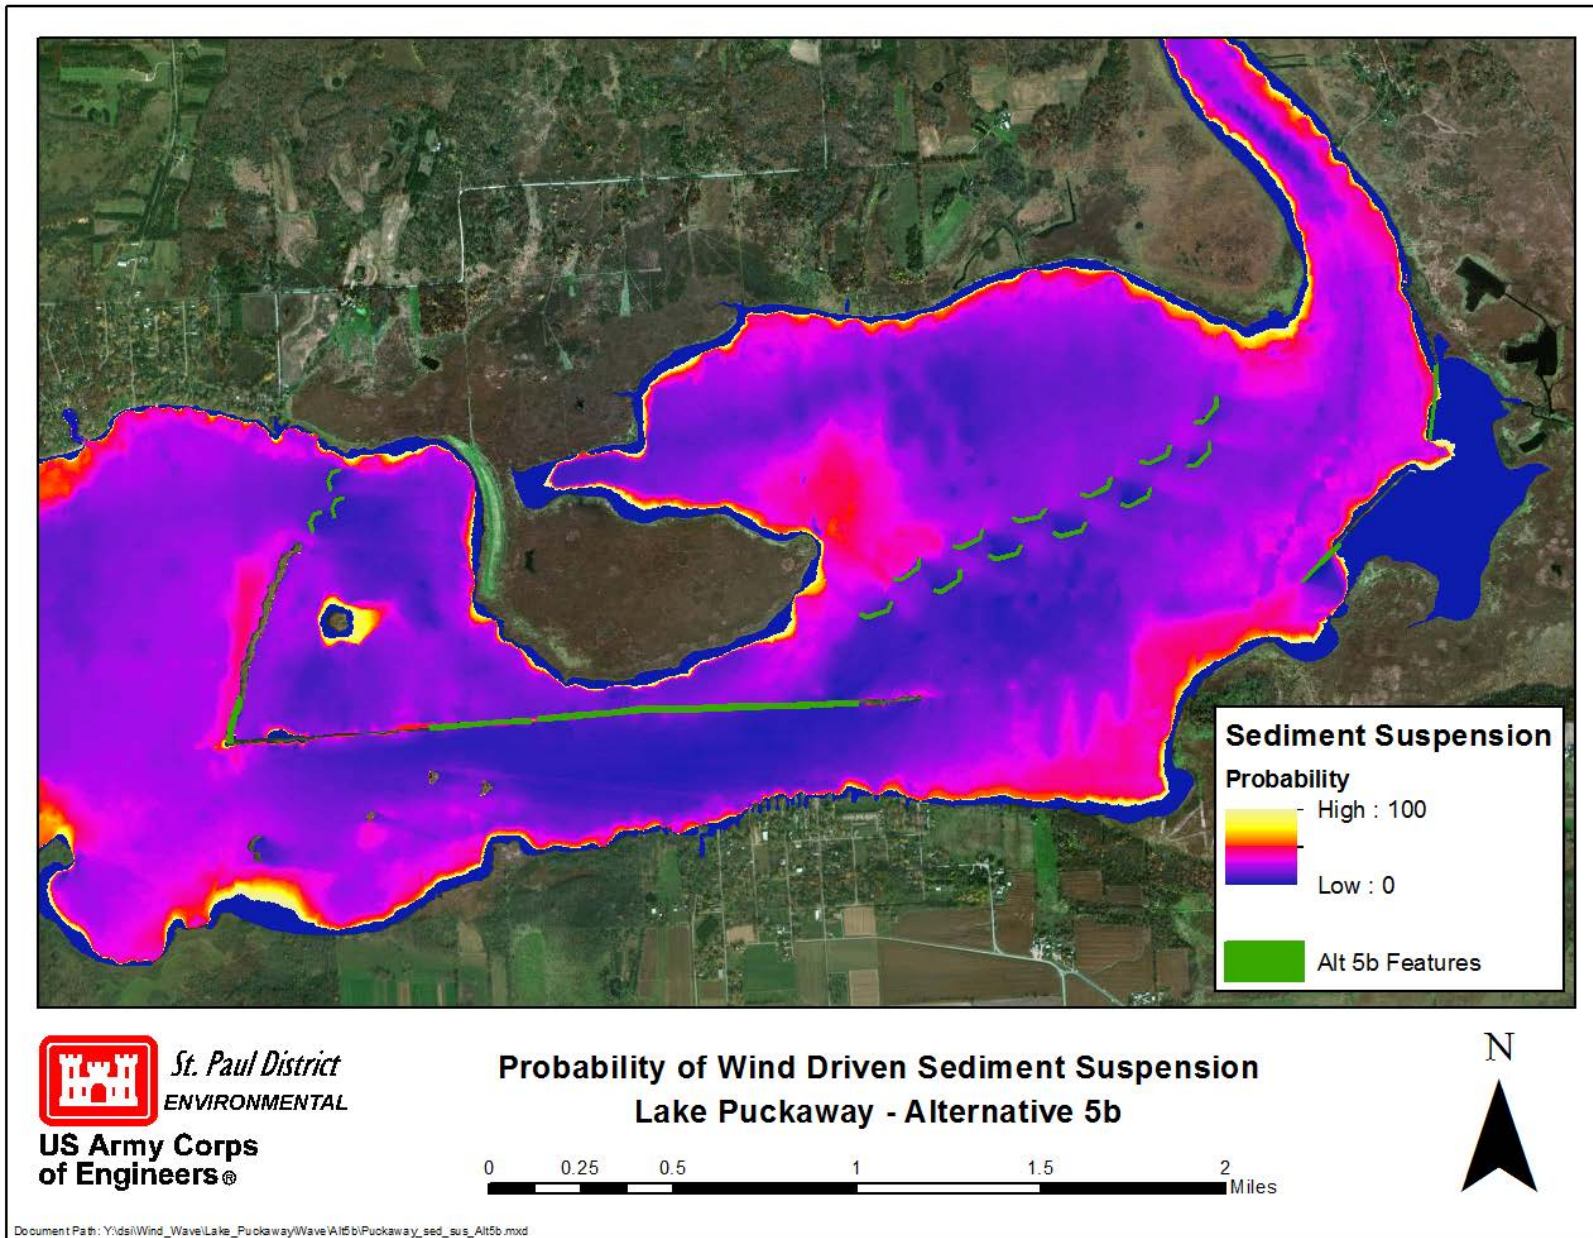 Sediment Suspension
Probability
High : 100
Low : 0
Alt 5b Features
St. Paul District
ENVIRONMENTAL
US Army Corps
of Engineers®
Probability of Wind Driven Sediment Suspension
Lake Puckaway - Alternative 5b
0 0.25 0.5 1 1.5 2
Miles
N
Document Path: Y:\dsi\Wind_Wave\Lake_Puckaway\Wave\Alt5b\Puckaway_sed_sus_Alt5b.mxd